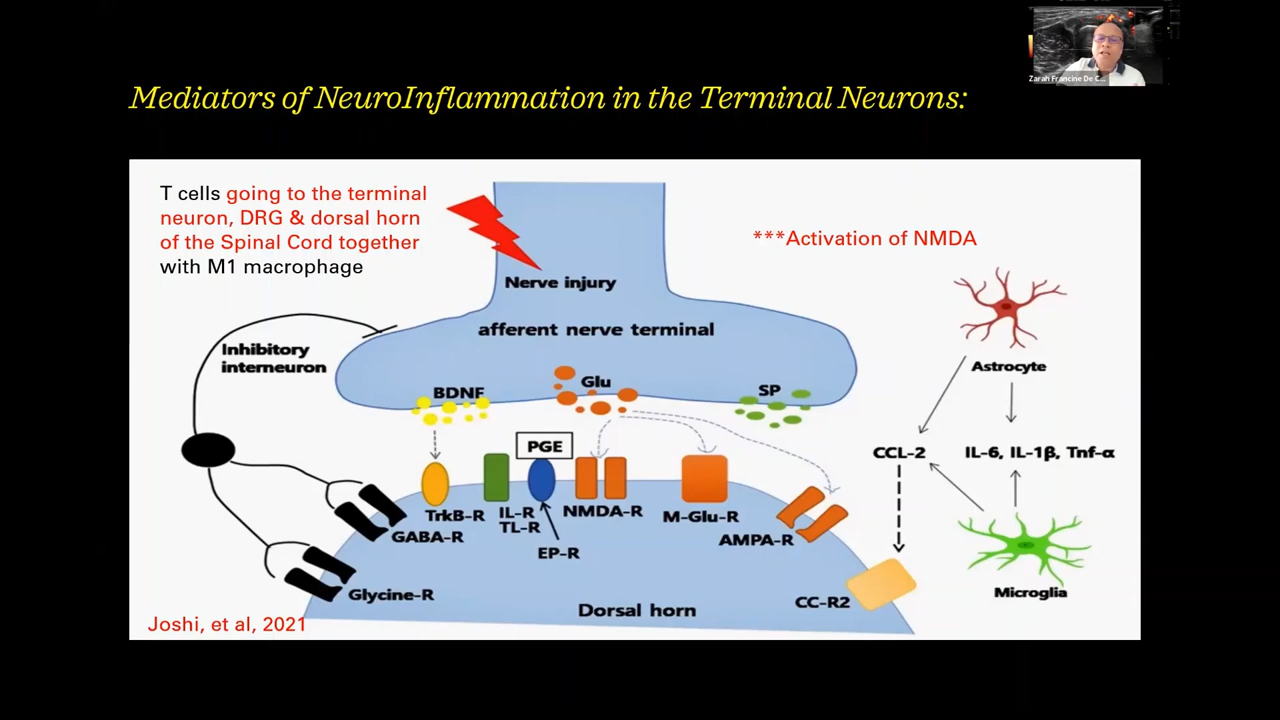 Zarah Francine De C...
Mediators of NeuroInflammation in the Terminal Neurons:
T cells going to the terminal
neuron, DRG & dorsal horn
of the Spinal Cord together
with M1 macrophage
***Activation of NMDA
Nerve injury
afferent nerve terminal
Inhibitory
interneuron
Astrocyte
BDNF
Glu
SP
PGE
CCL-2
IL-6, IL-1β, Tnf-α
TrkB-R
IL-R
TL-R
NMDA-R
M-Glu-R
GABA-R
AMPA-R
EP-R
Glycine-R
CC-R2
Microglia
Dorsal horn
Joshi, et al, 2021